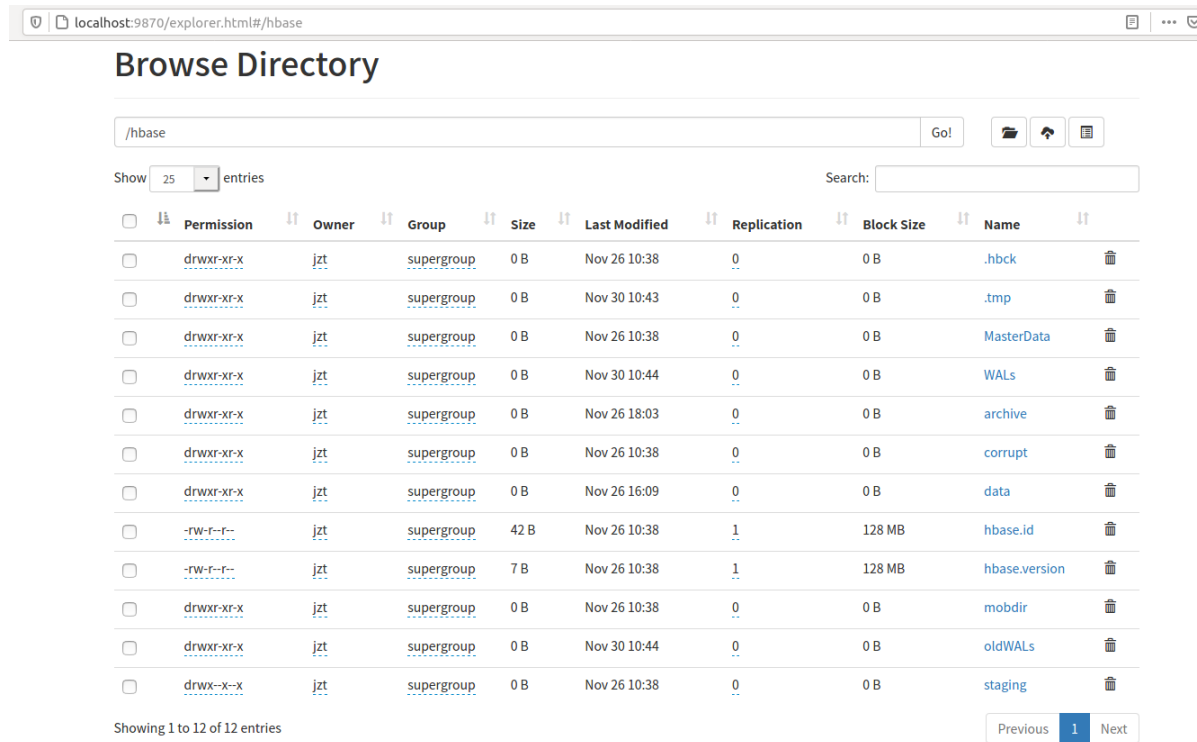 localhost:9870/explorer.html#/hbase
Browse Directory
/hbase Go!
Show 25 entries Search:
Permission Owner Group Size Last Modified Replication Block Size Name
drwxr-xr-x jzt supergroup 0 B Nov 26 10:38 0 0 B .hbck
drwxr-xr-x jzt supergroup 0 B Nov 30 10:43 0 0 B .tmp
drwxr-xr-x jzt supergroup 0 B Nov 26 10:38 0 0 B MasterData
drwxr-xr-x jzt supergroup 0 B Nov 30 10:44 0 0 B WALs
drwxr-xr-x jzt supergroup 0 B Nov 26 18:03 0 0 B archive
drwxr-xr-x jzt supergroup 0 B Nov 26 10:38 0 0 B corrupt
drwxr-xr-x jzt supergroup 0 B Nov 26 16:09 0 0 B data
-rw-r--r-- jzt supergroup 42 B Nov 26 10:38 1 128 MB hbase.id
-rw-r--r-- jzt supergroup 7 B Nov 26 10:38 1 128 MB hbase.version
drwxr-xr-x jzt supergroup 0 B Nov 26 10:38 0 0 B mobdir
drwxr-xr-x jzt supergroup 0 B Nov 30 10:44 0 0 B oldWALs
drwx--x--x jzt supergroup 0 B Nov 26 10:38 0 0 B staging
Showing 1 to 12 of 12 entries Previous 1 Next